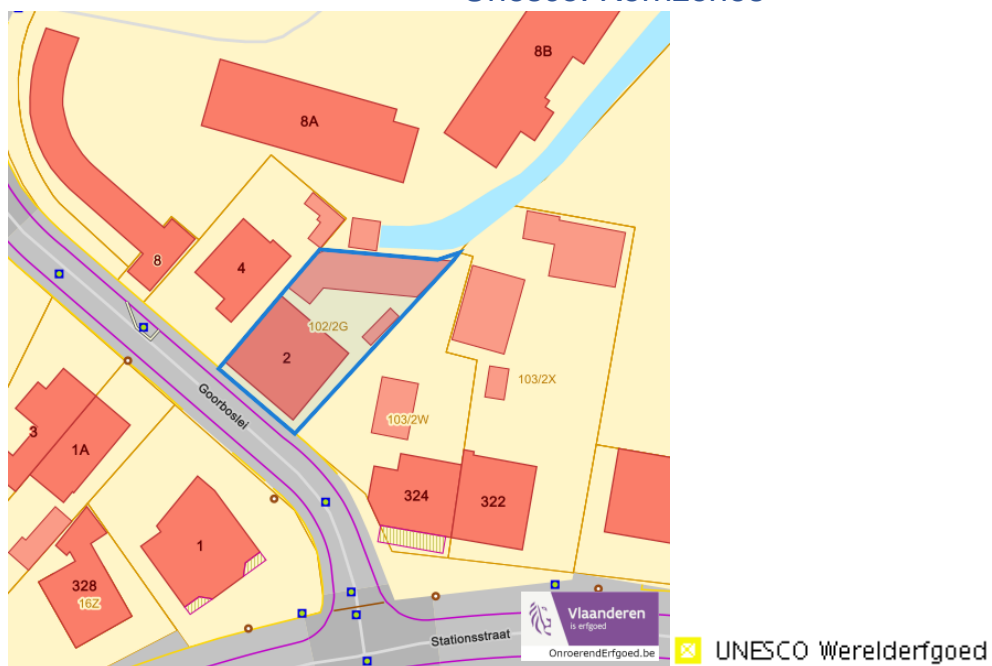 8B
8A
8
4
102/2G
2
Goorboslei
103/2X
103/2W
3
1A
324
322
1
328
16Z
Stationsstraat
Vlaanderen
is erfgoed
OnroerendErfgoed.be
UNESCO Werelderfgoed